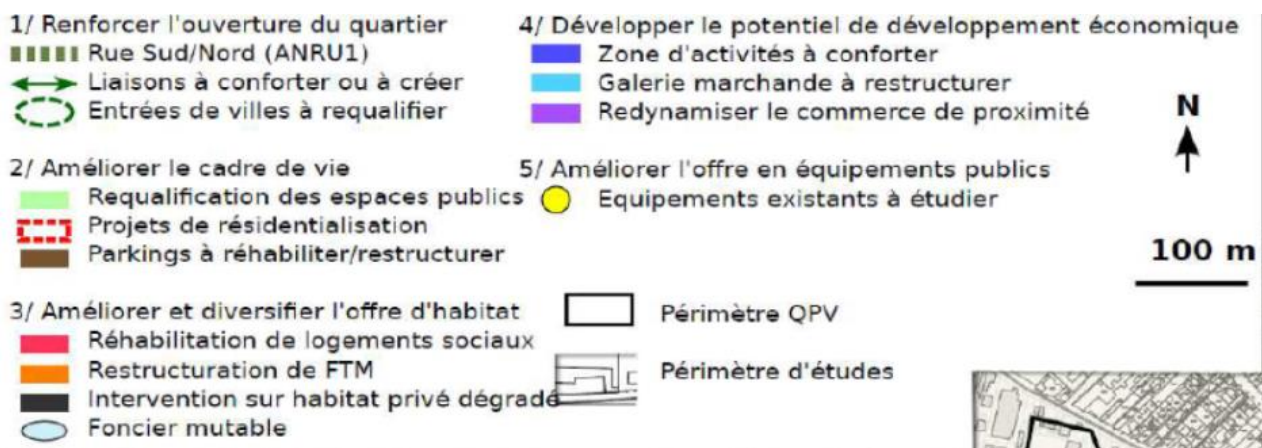 1/ Renforcer l'ouverture du quartier
Rue Sud/Nord (ANRU1)
Liaisons à conforter ou à créer
Entrées de villes à requalifier
2/ Améliorer le cadre de vie
Requalification des espaces publics
Projets de résidentialisation
Parkings à réhabiliter/restructurer
3/ Améliorer et diversifier l'offre d'habitat
Réhabilitation de logements sociaux
Restructuration de FTM
Intervention sur habitat privé dégradé
Foncier mutable
4/ Développer le potentiel de développement économique
Zone d'activités à conforter
Galerie marchande à restructurer
Redynamiser le commerce de proximité
5/ Améliorer l'offre en équipements publics
Equipements existants à étudier
Périmètre QPV
Périmètre d'études
N
100 m